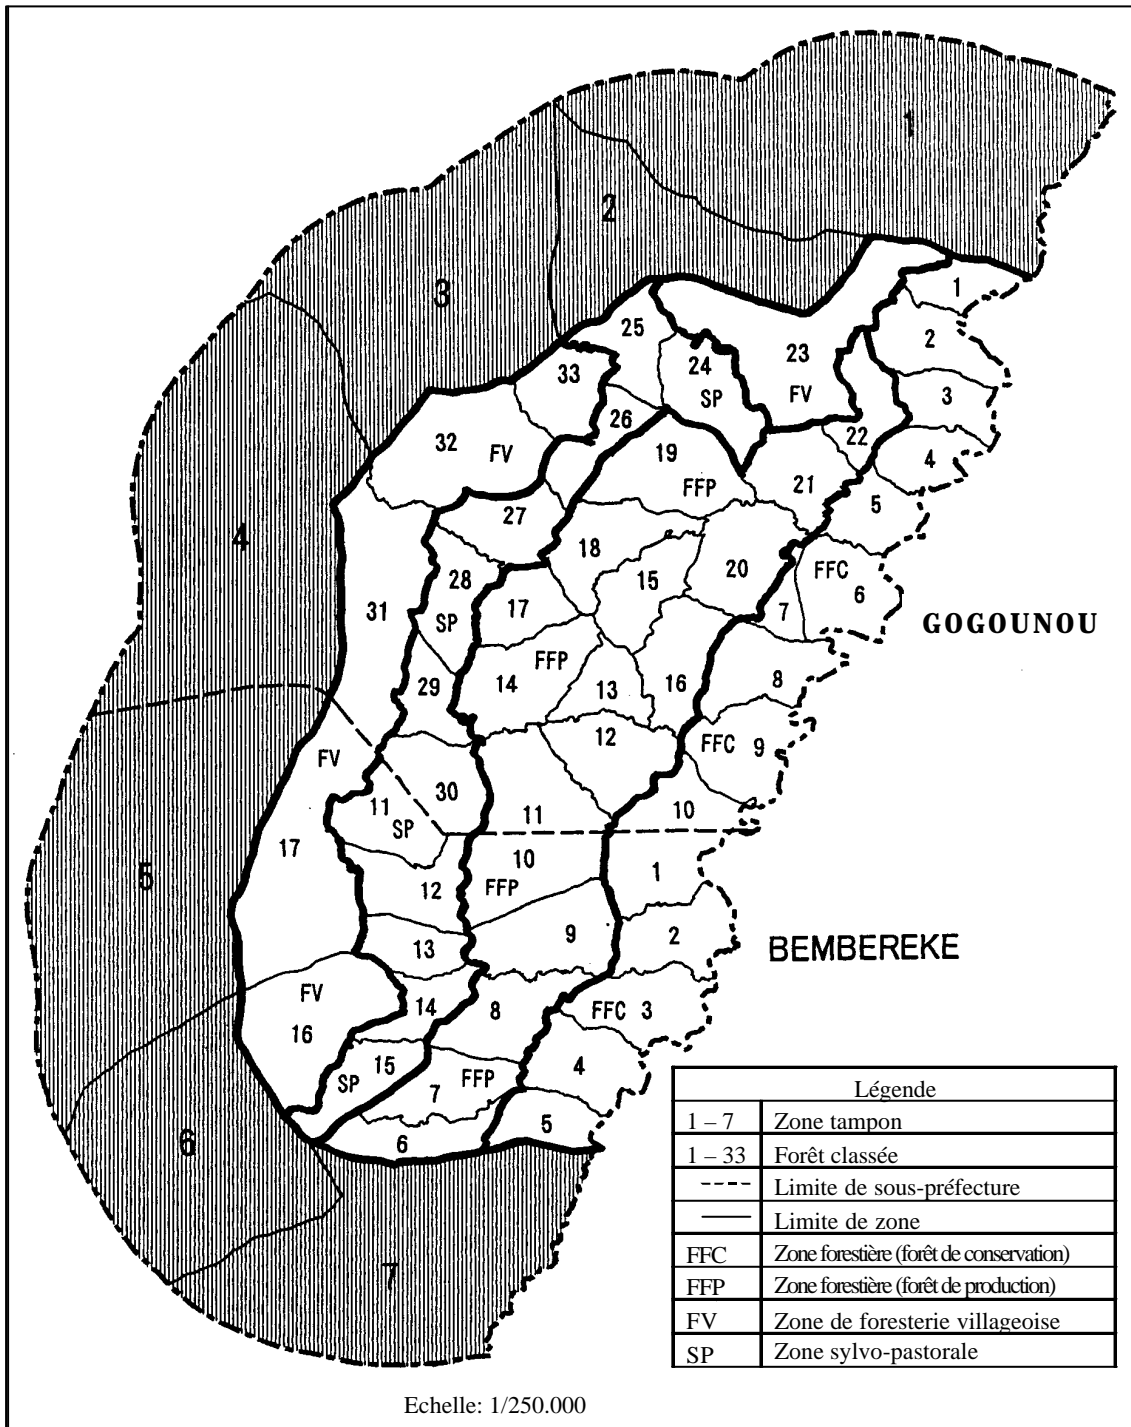 1
2
3
1
25
2
23
24
33
3
SP
FV
26
22
32
19
4
FV
FFP
21
5
27
4
18
20
28
15
FFC
6
17
7
31
SP
GOGOUNOU
FFP
14
13
16
8
29
12
FFC
9
FV
30
11
11
10
SP
17
10
1
5
12
FFP
9
2
BEMBEREKE
13
FV
14
8
FFC
3
16
15
4
SP
7
FFP
5
6
6
7
Légende
1 – 7 Zone tampon
1 – 33 Forêt classée
Limite de sous-préfecture
Limite de zone
FFC Zone forestière (forêt de conservation)
FFP Zone forestière (forêt de production)
FV Zone de foresterie villageoise
SP Zone sylvo-pastorale
Echelle: 1/250.000